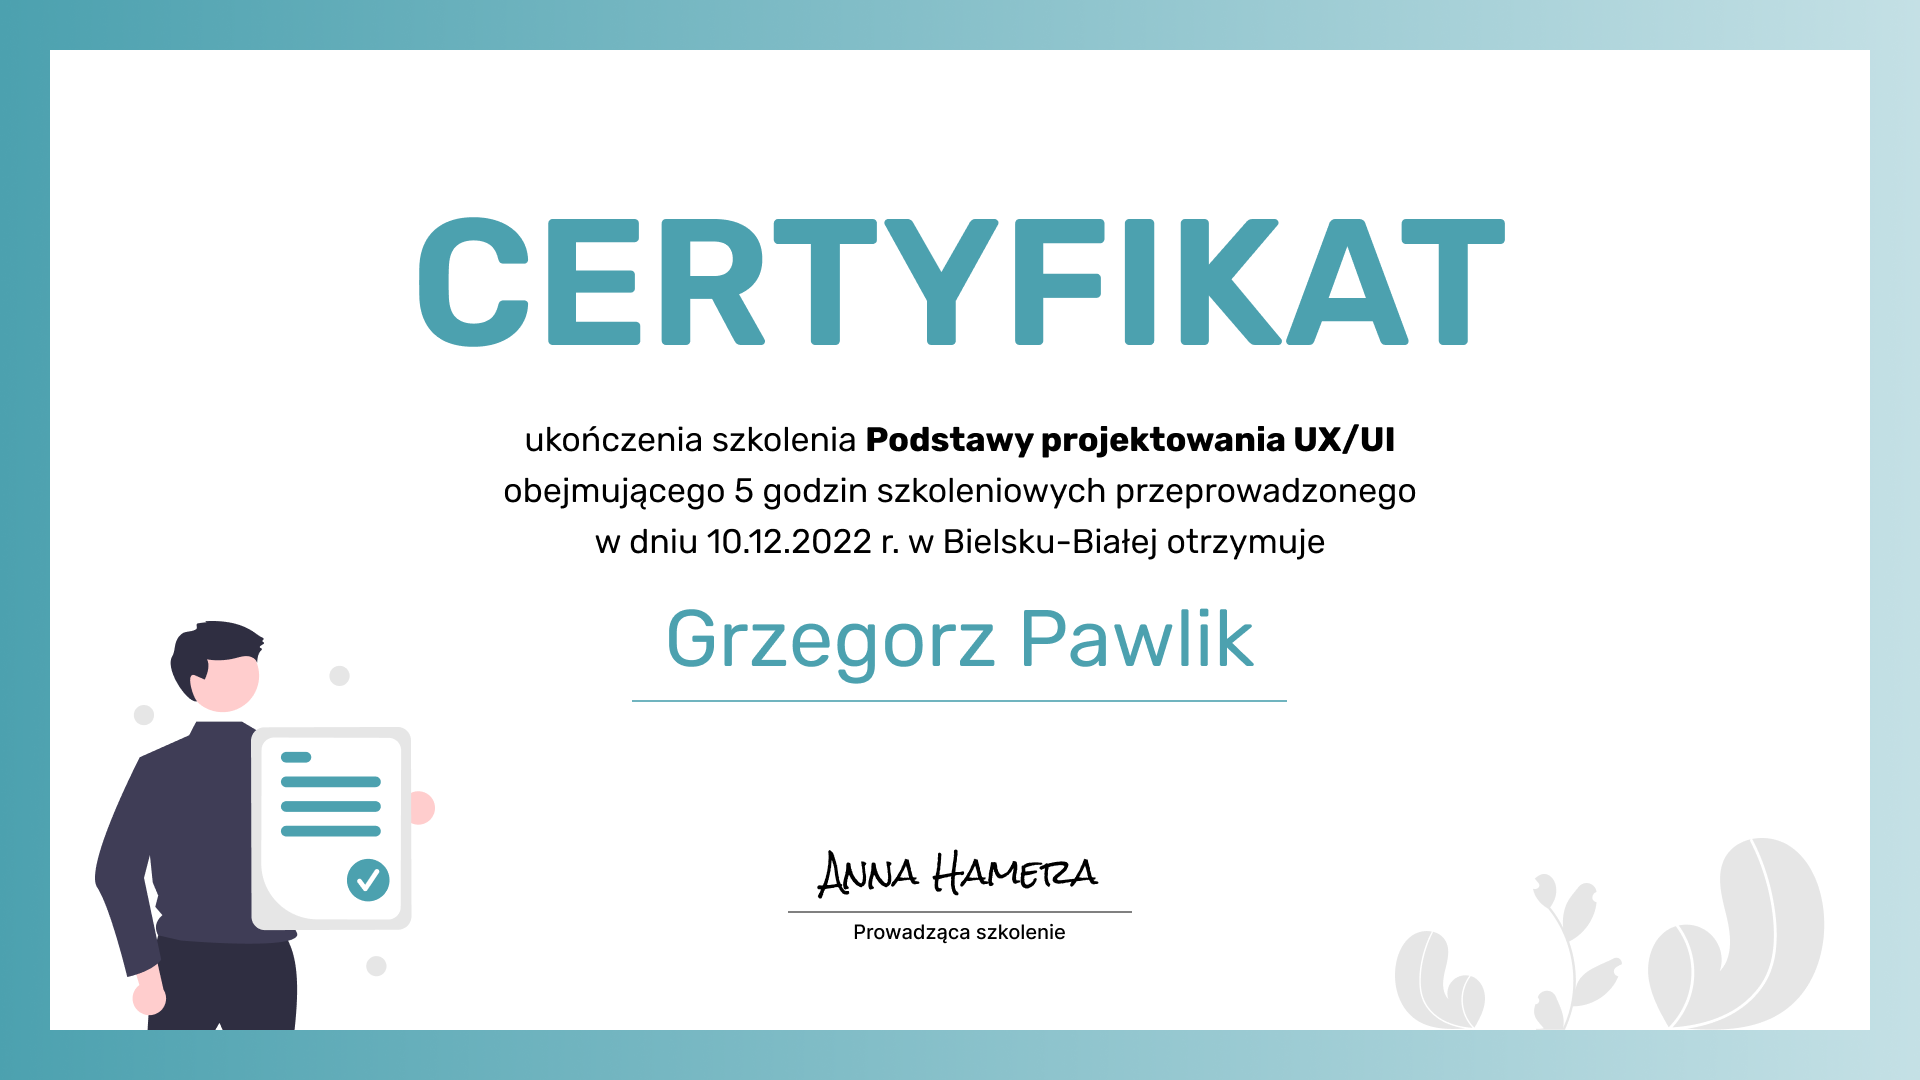 CERTYFIKAT
ukończenia szkolenia Podstawy projektowania UX/UI
obejmującego 5 godzin szkoleniowych przeprowadzonego
w dniu 10.12.2022 r. w Bielsku-Białej otrzymuje
Grzegorz Pawlik
Anna Hamera
Prowadząca szkolenie